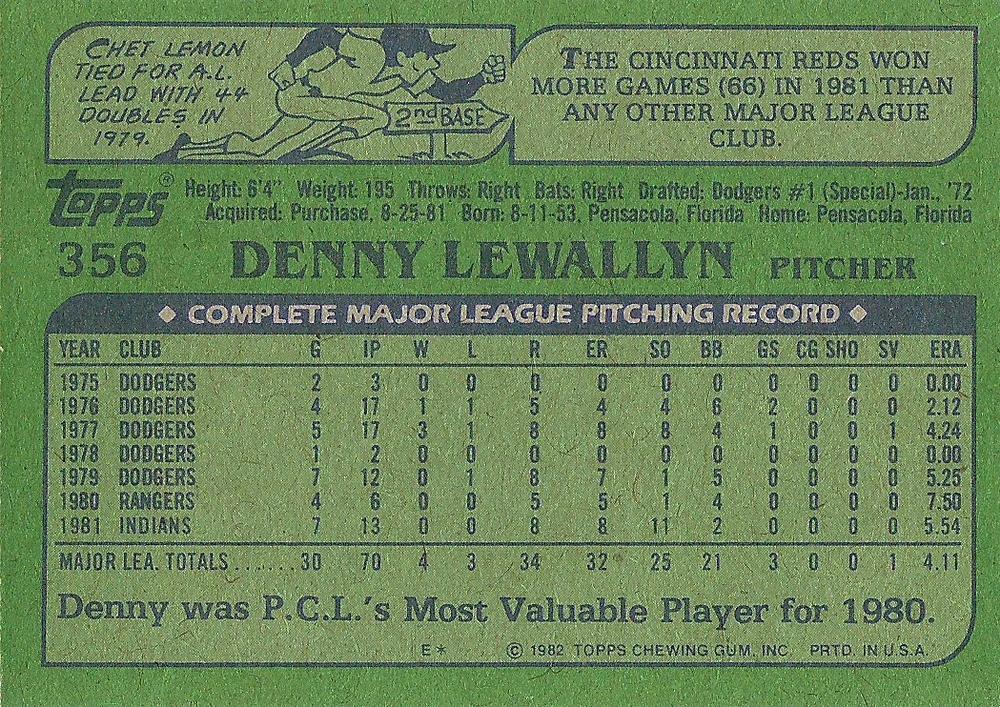 CHET LEMON
TIED FOR A.L.
LEAD WITH 44
DOUBLES IN
1979.
2nd BASE
THE CINCINNATI REDS WON
MORE GAMES (66) IN 1981 THAN
ANY OTHER MAJOR LEAGUE
CLUB.
TOPPS®
Height: 6'4" Weight: 195 Throws: Right Bats: Right Drafted: Dodgers #1 (Special)-Jan., '72
Acquired: Purchase, 8-25-81 Born: 8-11-53, Pensacola, Florida Home: Pensacola, Florida
356 DENNY LEWALLYN PITCHER
◆ COMPLETE MAJOR LEAGUE PITCHING RECORD ◆
YEAR CLUB G IP W L R ER SO BB GS CG SHO SV ERA
1975 DODGERS 2 3 0 0 0 0 0 0 0 0 0 0 0.00
1976 DODGERS 4 17 1 1 5 4 4 6 2 0 0 0 2.12
1977 DODGERS 5 17 3 1 8 8 8 4 1 0 0 1 4.24
1978 DODGERS 1 2 0 0 0 0 0 0 0 0 0 0 0.00
1979 DODGERS 7 12 0 1 8 7 1 5 0 0 0 0 5.25
1980 RANGERS 4 6 0 0 5 5 1 4 0 0 0 0 7.50
1981 INDIANS 7 13 0 0 8 8 11 2 0 0 0 0 5.54
MAJOR LEA. TOTALS ...... 30 70 4 3 34 32 25 21 3 0 0 1 4.11
Denny was P.C.L.'s Most Valuable Player for 1980.
E* © 1982 TOPPS CHEWING GUM, INC. PRTD. IN U.S.A.